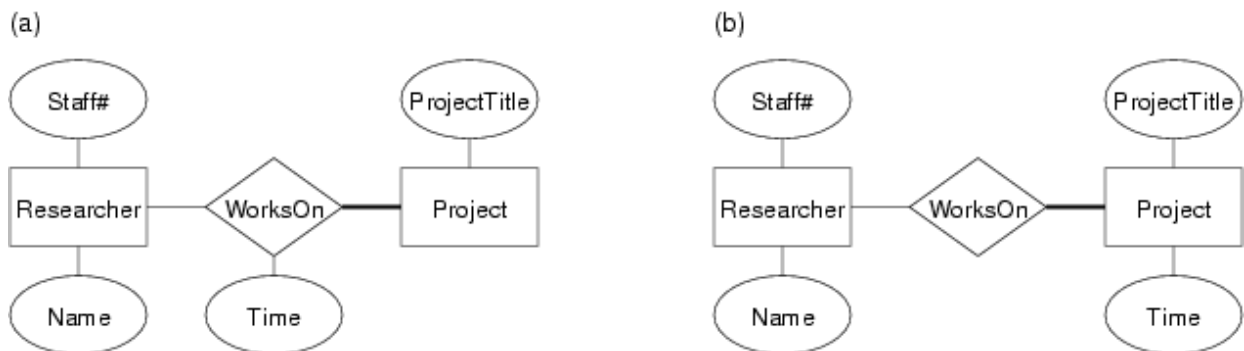 (a)
(b)
Staff#
ProjectTitle
Staff#
ProjectTitle
Researcher
WorksOn
Project
Researcher
WorksOn
Project
Name
Time
Name
Time